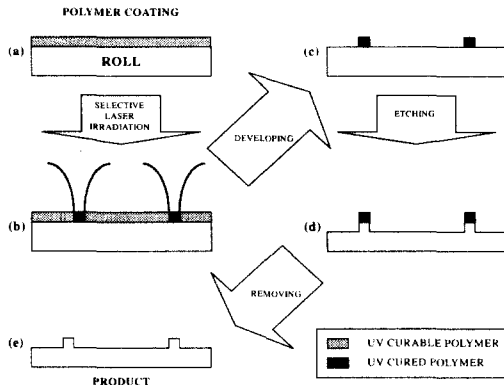 POLYMER COATING
(a)
ROLL
SELECTIVE
LASER
IRRADIATION
(b)
DEVELOPING
(c)
ETCHING
(d)
REMOVING
(e)
PRODUCT
UV CURABLE POLYMER
UV CURED POLYMER